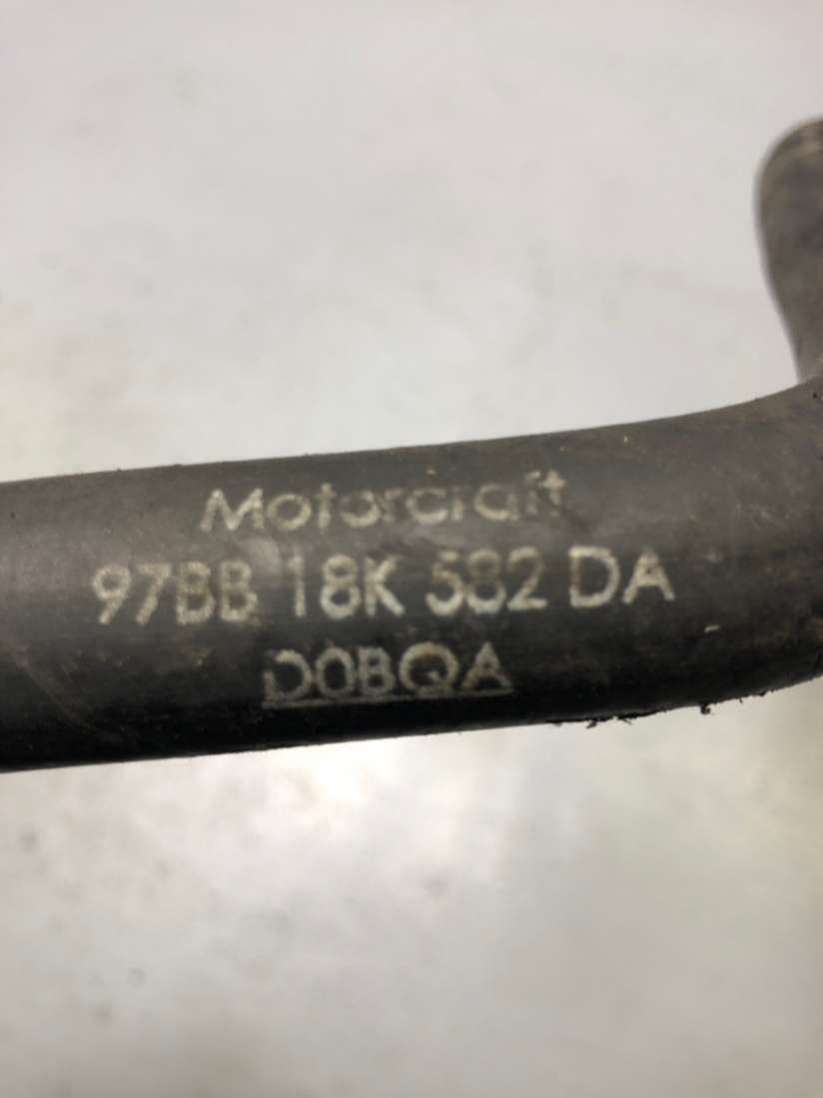 Motorcraft
97BB 18K 582 DA
D0BQA